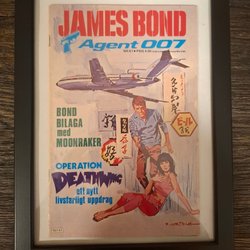 JAMES BOND
Agent 007
BOND
BILAGA
med
MOONRAKER
OPERATION
DEATHWING
ett nytt
livsfarligt uppdrag